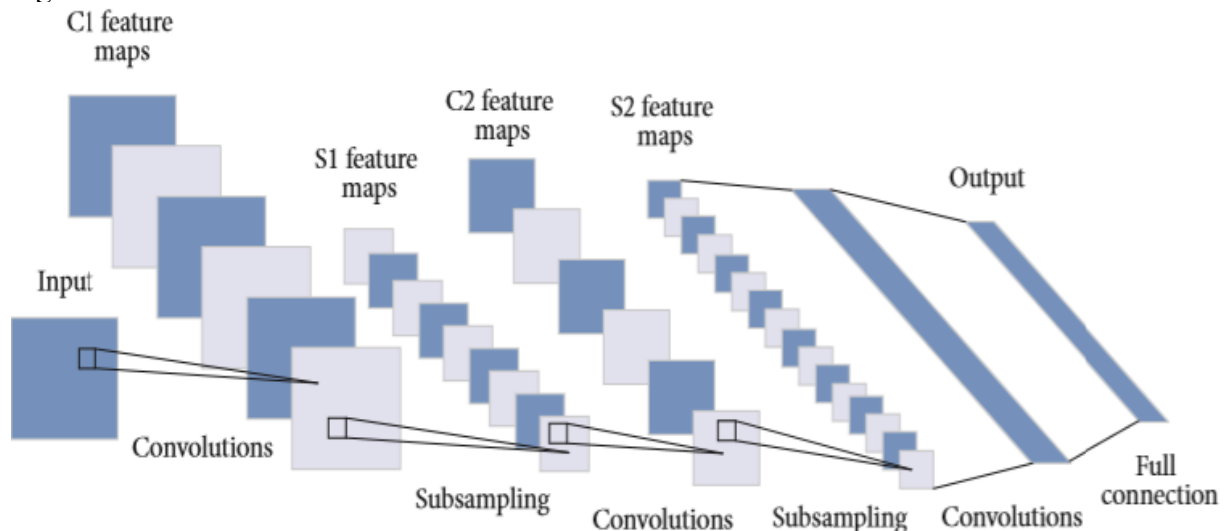 C1 feature
maps
C2 feature
maps
S2 feature
maps
S1 feature
maps
Output
Input
Convolutions
Subsampling
Convolutions
Subsampling
Convolutions
Full
connection